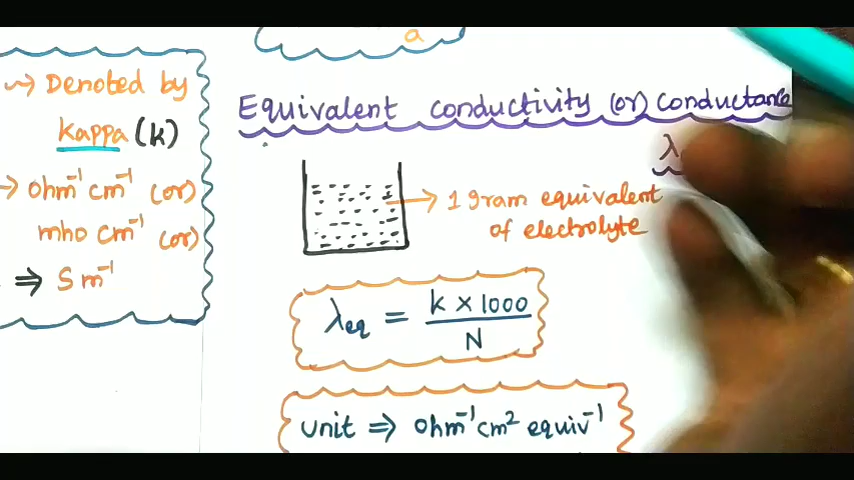 a
~> Denoted by
kappa (k)
→ ohm⁻¹ cm⁻¹ (or)
mho cm⁻¹ (or)
⇒ S m⁻¹
Equivalent conductivity (or) conductance
λ
→ 1 gram equivalent
of electrolyte
λeq = k × 1000 / N
unit ⇒ ohm⁻¹ cm² equiv⁻¹